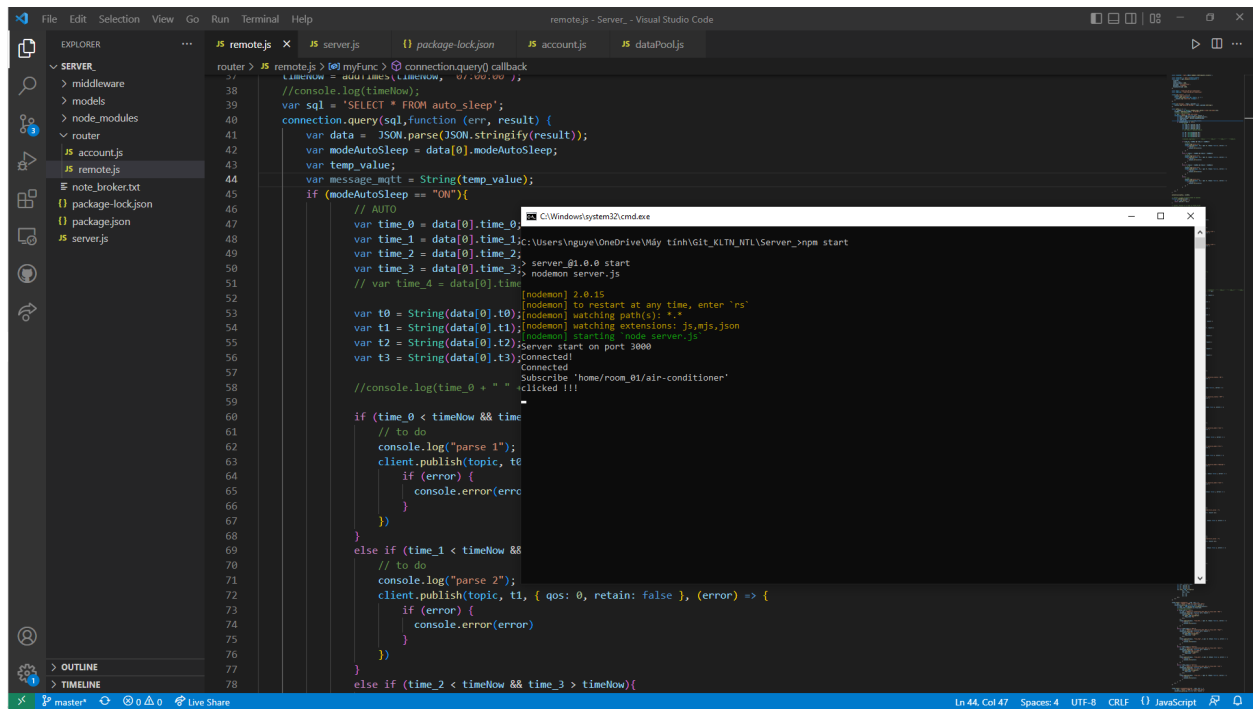 File Edit Selection View Go Run Terminal Help
remote.js - Server_ - Visual Studio Code
EXPLORER
SERVER_
middleware
models
node_modules
router
JS account.js
JS remote.js
note_broker.txt
{} package-lock.json
{} package.json
JS server.js
OUTLINE
TIMELINE
JS remote.js
JS server.js
{} package-lock.json
JS account.js
JS dataPool.js
router > JS remote.js > myFunc > connection.query() callback
37 timeNow = addTimes(timeNow, "07:00:00");
38 //console.log(timeNow);
39 var sql = 'SELECT * FROM auto_sleep';
40 connection.query(sql,function (err, result) {
41 var data = JSON.parse(JSON.stringify(result));
42 var modeAutoSleep = data[0].modeAutoSleep;
43 var temp_value;
44 var message_mqtt = String(temp_value);
45 if (modeAutoSleep == "ON"){
46 // AUTO
47 var time_0 = data[0].time_0;
48 var time_1 = data[0].time_1;
49 var time_2 = data[0].time_2;
50 var time_3 = data[0].time_3;
51 // var time_4 = data[0].time
52
53 var t0 = String(data[0].t0);
54 var t1 = String(data[0].t1);
55 var t2 = String(data[0].t2);
56 var t3 = String(data[0].t3);
57
58 //console.log(time_0 + " " +
59
60 if (time_0 < timeNow && time
61 // to do
62 console.log("parse 1");
63 client.publish(topic, t0
64 if (error) {
65 console.error(erro
66 }
67 })
68 }
69 else if (time_1 < timeNow &&
70 // to do
71 console.log("parse 2");
72 client.publish(topic, t1, { qos: 0, retain: false }, (error) => {
73 if (error) {
74 console.error(error)
75 }
76 })
77 }
78 else if (time_2 < timeNow && time_3 > timeNow){
C:\Windows\system32\cmd.exe
C:\Users\nguye\OneDrive\Máy tính\Git_KLTN_NTL\Server_>npm start
> server_@1.0.0 start
> nodemon server.js
[nodemon] 2.0.15
[nodemon] to restart at any time, enter `rs`
[nodemon] watching path(s): *.*
[nodemon] watching extensions: js,mjs,json
[nodemon] starting `node server.js`
Server start on port 3000
Connected!
Connected
Subscribe 'home/room_01/air-conditioner'
clicked !!!
3
1
master*
0
0
Live Share
Ln 44, Col 47 Spaces: 4 UTF-8 CRLF {} JavaScript